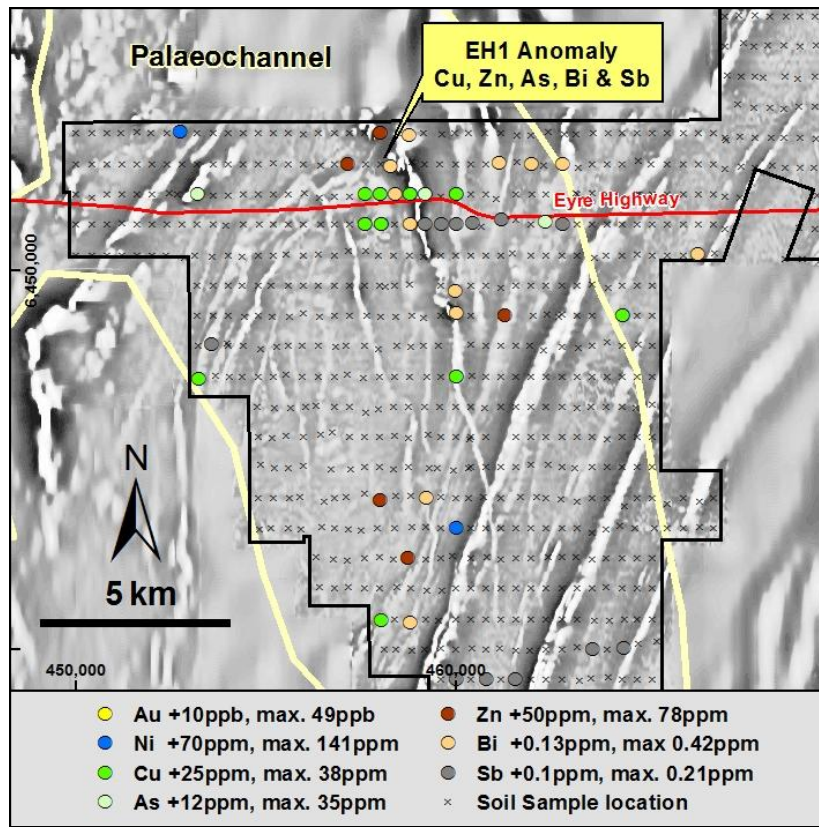 Palaeochannel
EH1 Anomaly
Cu, Zn, As, Bi & Sb
Eyre Highway
6,450,000
N
5 km
450,000
460,000
Au +10ppb, max. 49ppb
Ni +70ppm, max. 141ppm
Cu +25ppm, max. 38ppm
As +12ppm, max. 35ppm
Zn +50ppm, max. 78ppm
Bi +0.13ppm, max 0.42ppm
Sb +0.1ppm, max. 0.21ppm
Soil Sample location